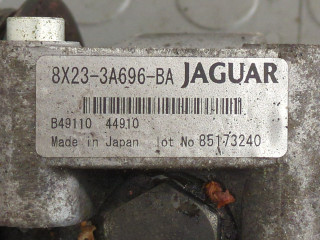 8X23-3A696-BA JAGUAR
B49110 44910
Made in Japan Lot No 85173240